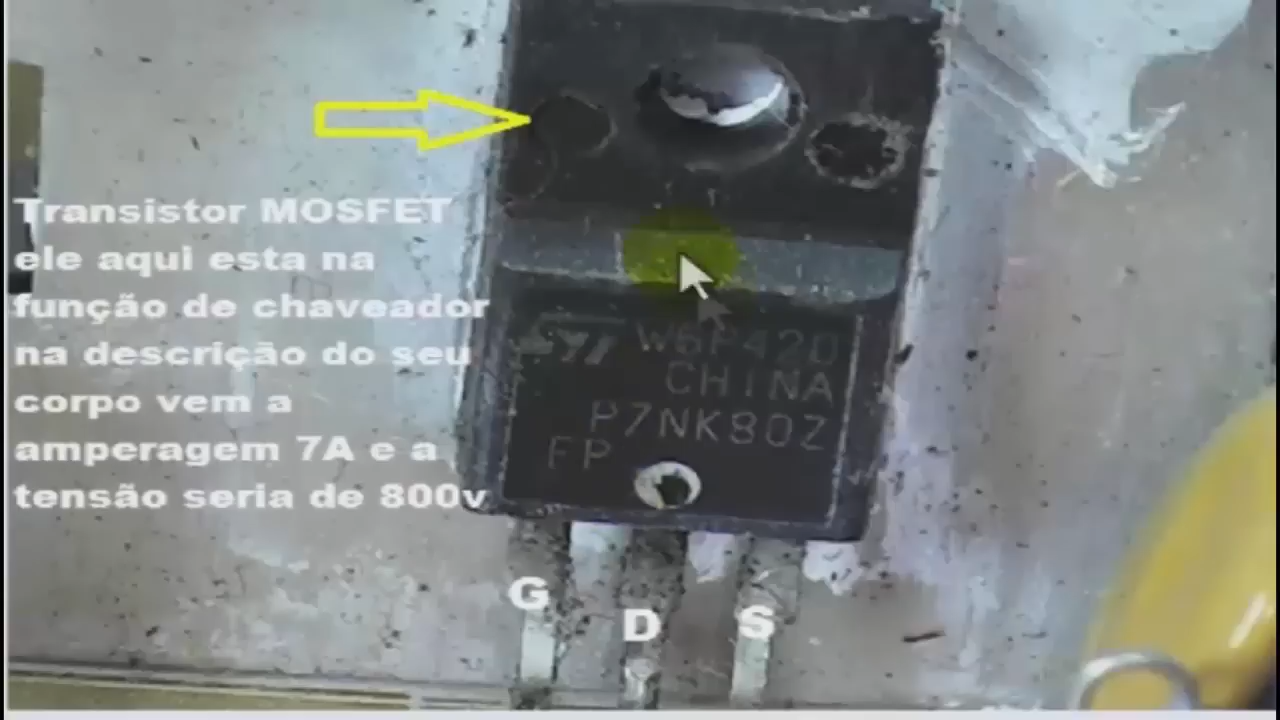 Transistor MOSFET
ele aqui esta na
função de chaveador
na descrição do seu
corpo vem a
amperagem 7A e a
tensão seria de 800v
W6P42D
CHINA
P7NK80Z
FP
G
D
S